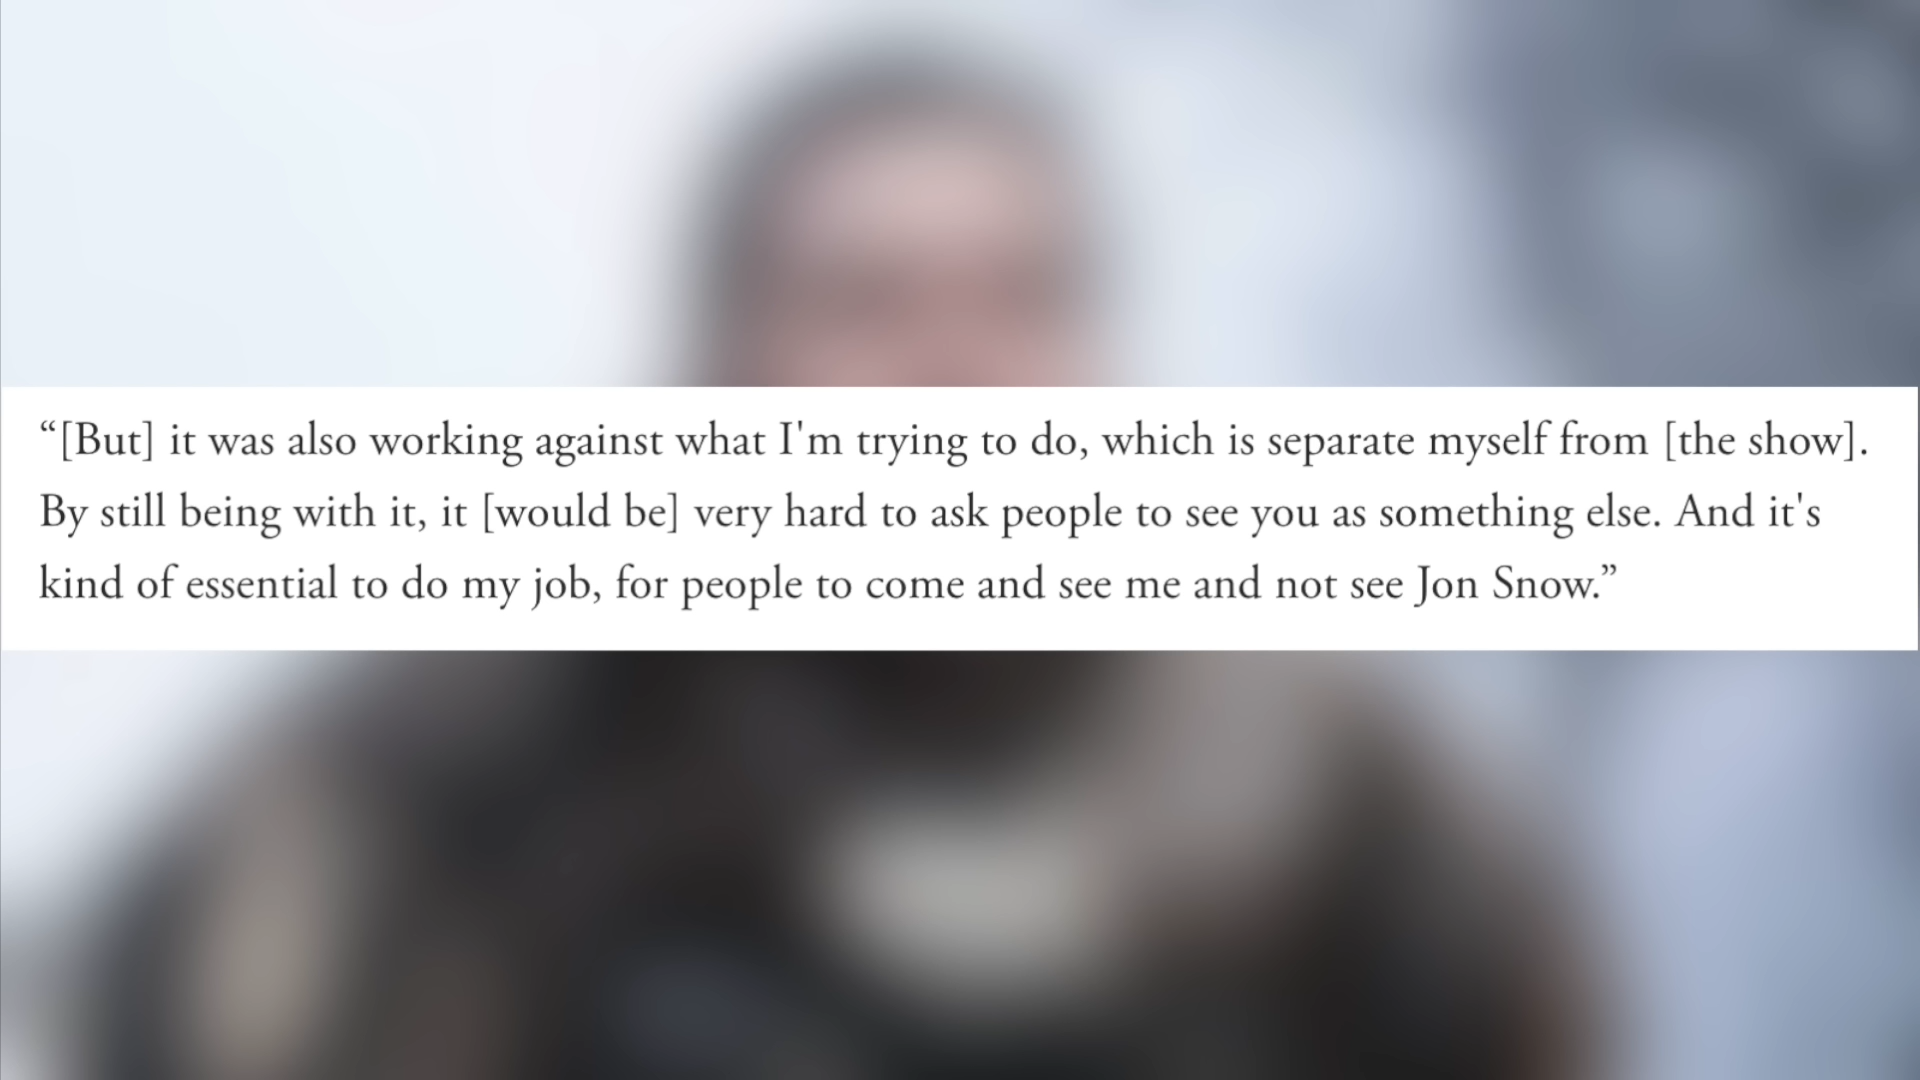 “[But] it was also working against what I'm trying to do, which is separate myself from [the show].
By still being with it, it [would be] very hard to ask people to see you as something else. And it's
kind of essential to do my job, for people to come and see me and not see Jon Snow.”